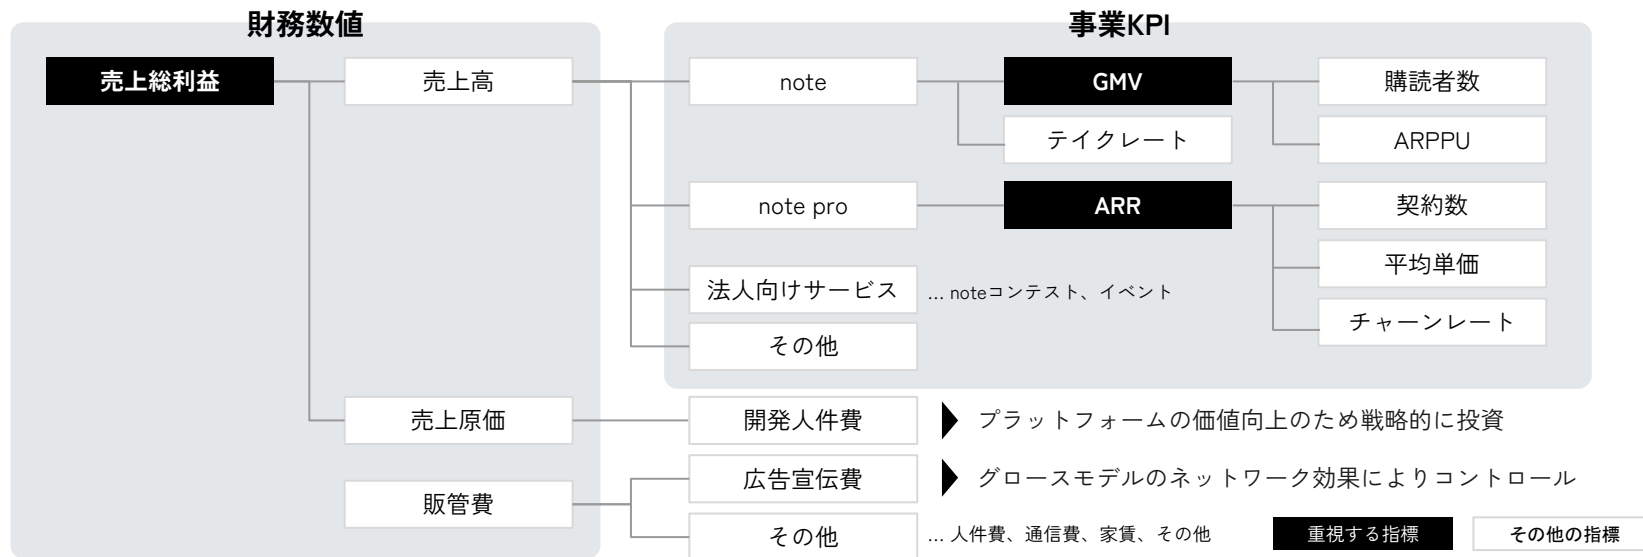 財務数値
事業KPI
売上総利益
売上高
note
GMV
購読者数
テイクレート
ARPPU
note pro
ARR
契約数
平均単価
法人向けサービス
... noteコンテスト、イベント
チャーンレート
その他
売上原価
開発人件費
プラットフォームの価値向上のため戦略的に投資
広告宣伝費
グロースモデルのネットワーク効果によりコントロール
販管費
その他
... 人件費、通信費、家賃、その他
重視する指標
その他の指標